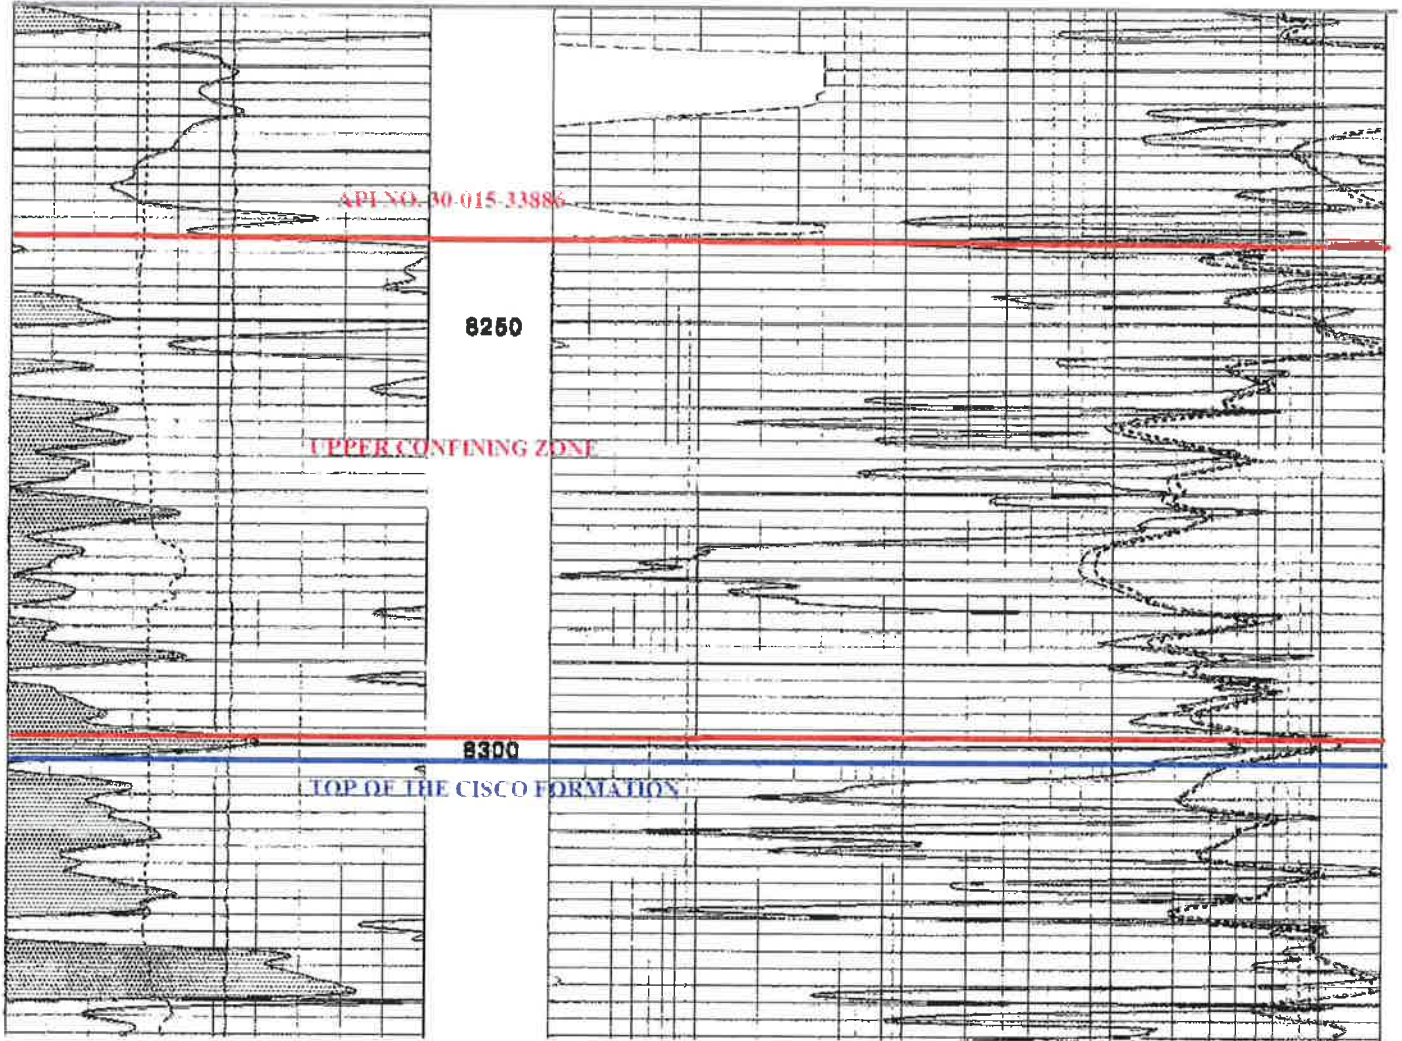 API NO. 30-015-33886
8250
UPPER CONFINING ZONE
8300
TOP OF THE CISCO FORMATION